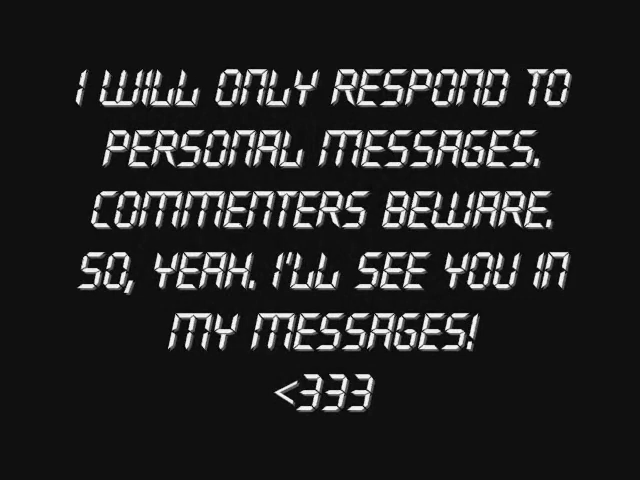 I WILL ONLY RESPOND TO
PERSONAL MESSAGES.
COMMENTERS BEWARE.
SO, YEAH. I'LL SEE YOU IN
MY MESSAGES!
<333